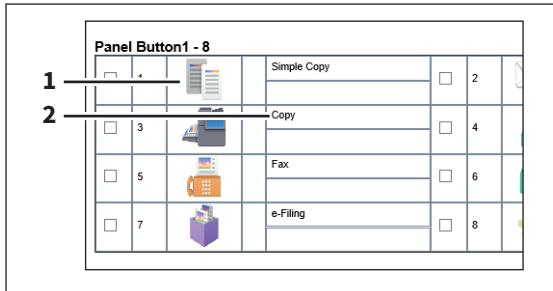 Panel Button1 - 8
1
2
1 Simple Copy 2
3 Copy 4
5 Fax 6
7 e-Filing 8